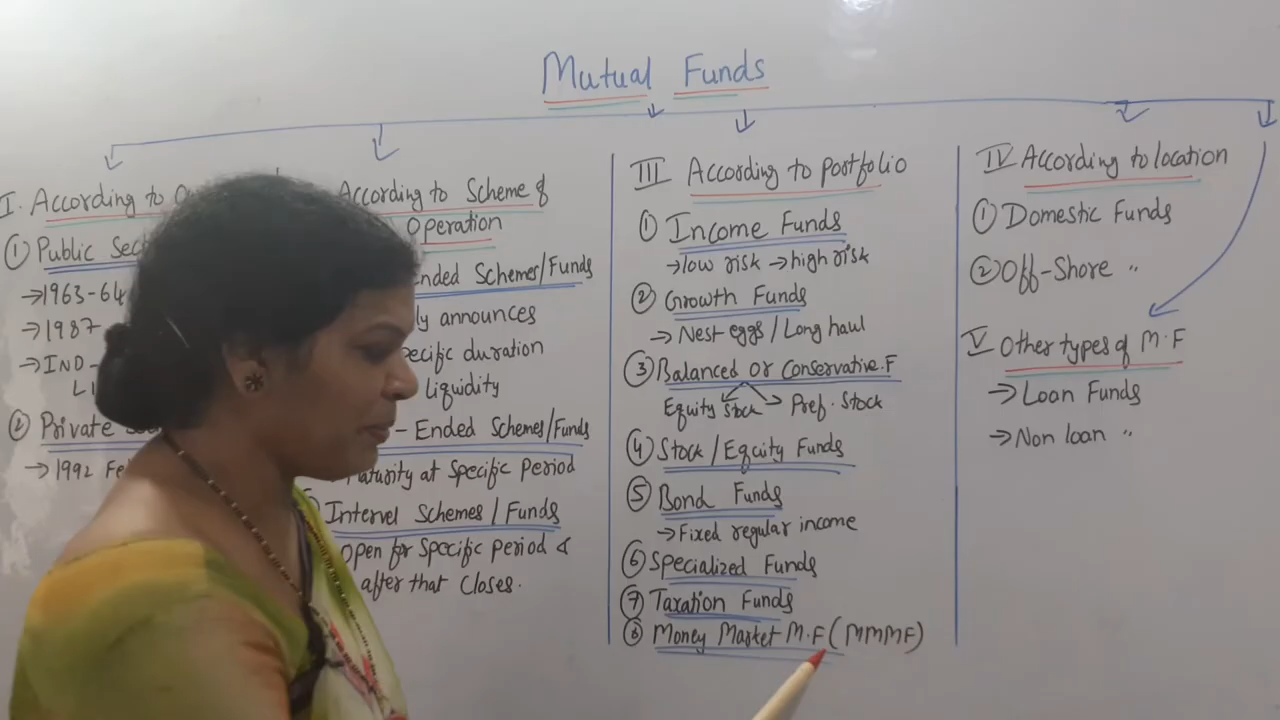 Mutual Funds
I. According to
① Public Sec
→1963-64
→1987
→IND-
② Private
→1992 Fe
According to Scheme of
Operation
nded Schemes/Funds
ly announces
ecific duration
liquidity
- Ended Schemes/Funds
aturity at Specific Period
Intervel Schemes/Funds
Open for Specific Period &
after that Closes.
III According to portfolio
① Income Funds
→low risk →high risk
② Growth Funds
→ Nest eggs / Long haul
③ Balanced or Conservative.F
Equity Stock → Pref. Stock
④ Stock / Equity Funds
⑤ Bond Funds
→Fixed regular income
⑥ Specialized Funds
⑦ Taxation Funds
⑧ Money Market M.F (MMMF)
IV According to location
① Domestic Funds
② Off-Shore "
V Other types of M.F
→ Loan Funds
→ Non loan "